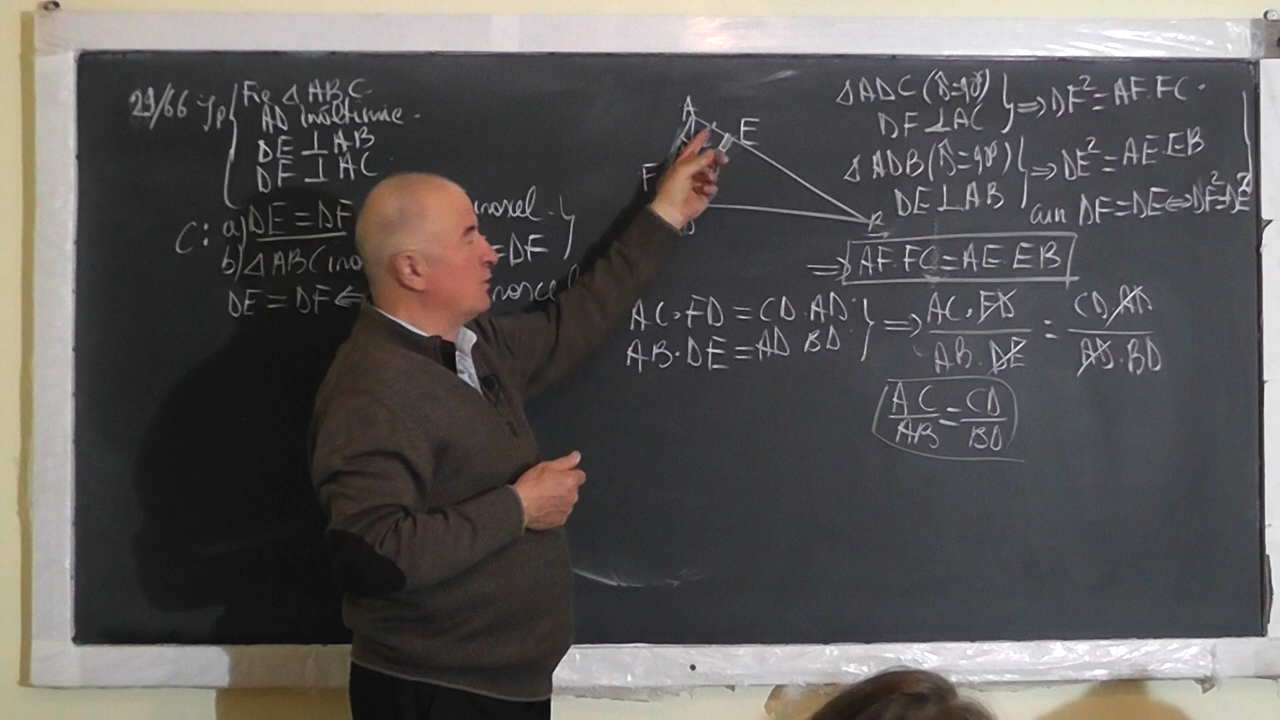 29/66 Ip
Fie △ABC
AD înălțime.
DE⊥AB
DF⊥AC
C: a) DE=DF
b) △ABC
=DF
DE=DF⇐
A
E
F
B
△ADC (D̂=90°)
DF⊥AC
⇒DF²=AF·FC.
△ADB (D̂=90°)
DE⊥AB
⇒DE²=AE·EB
DF=DE⇔DF²=DE²
⇒AF·FC=AE·EB
AC·FD=CD·AD
AB·DE=AD·BD
⇒ AC·FD/AB·DE = CD·AD/AD·BD
AC/AB=CD/BD